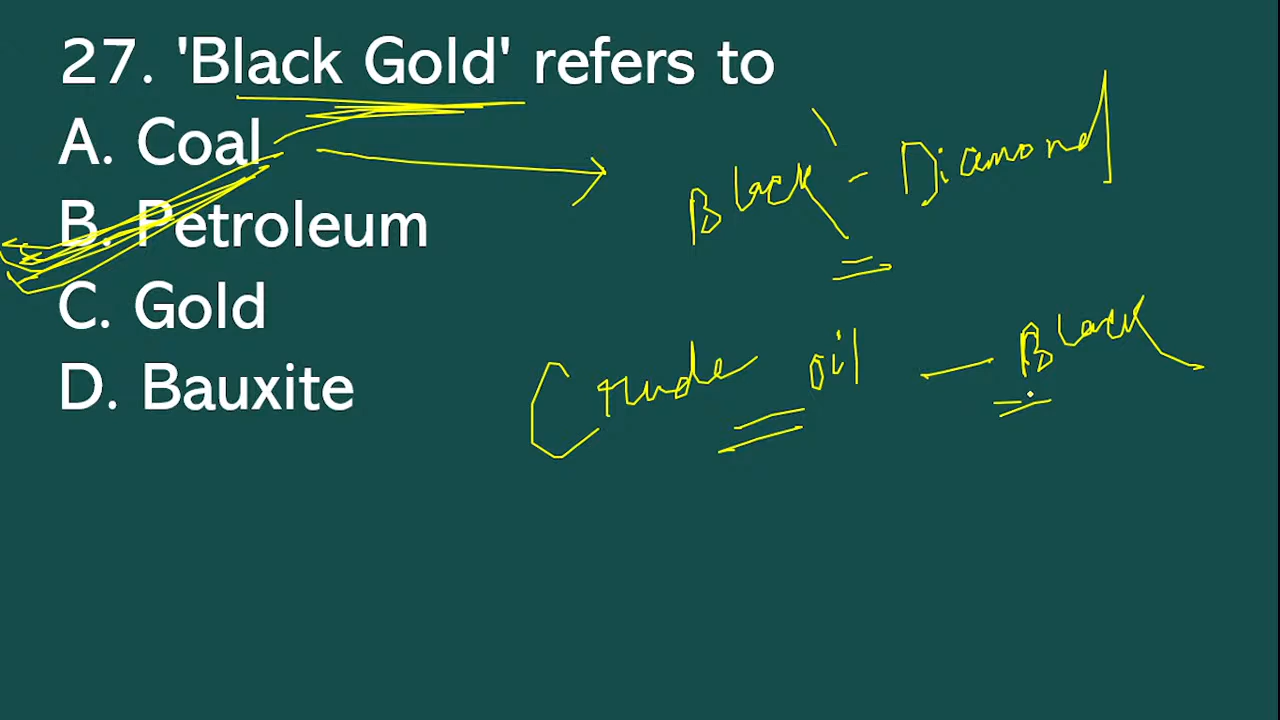 27. 'Black Gold' refers to
A. Coal
Black - Diamond
B. Petroleum
C. Gold
D. Bauxite
Crude oil — Black